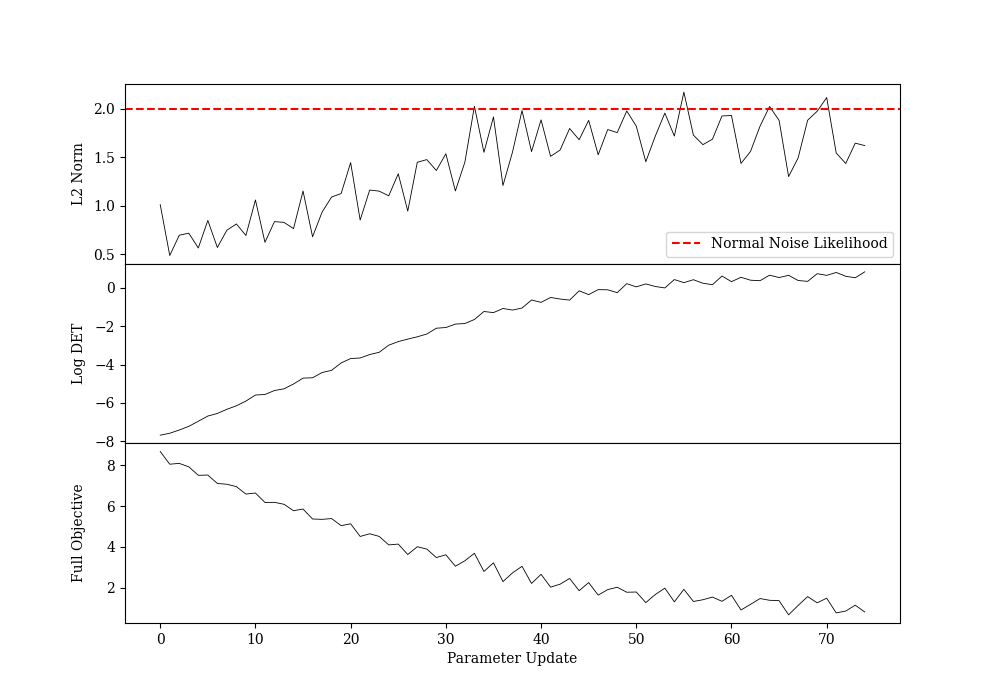 2.0
1.5
1.0
0.5
L2 Norm
Normal Noise Likelihood
0
−2
−4
−6
−8
Log DET
8
6
4
2
Full Objective
0 10 20 30 40 50 60 70
Parameter Update